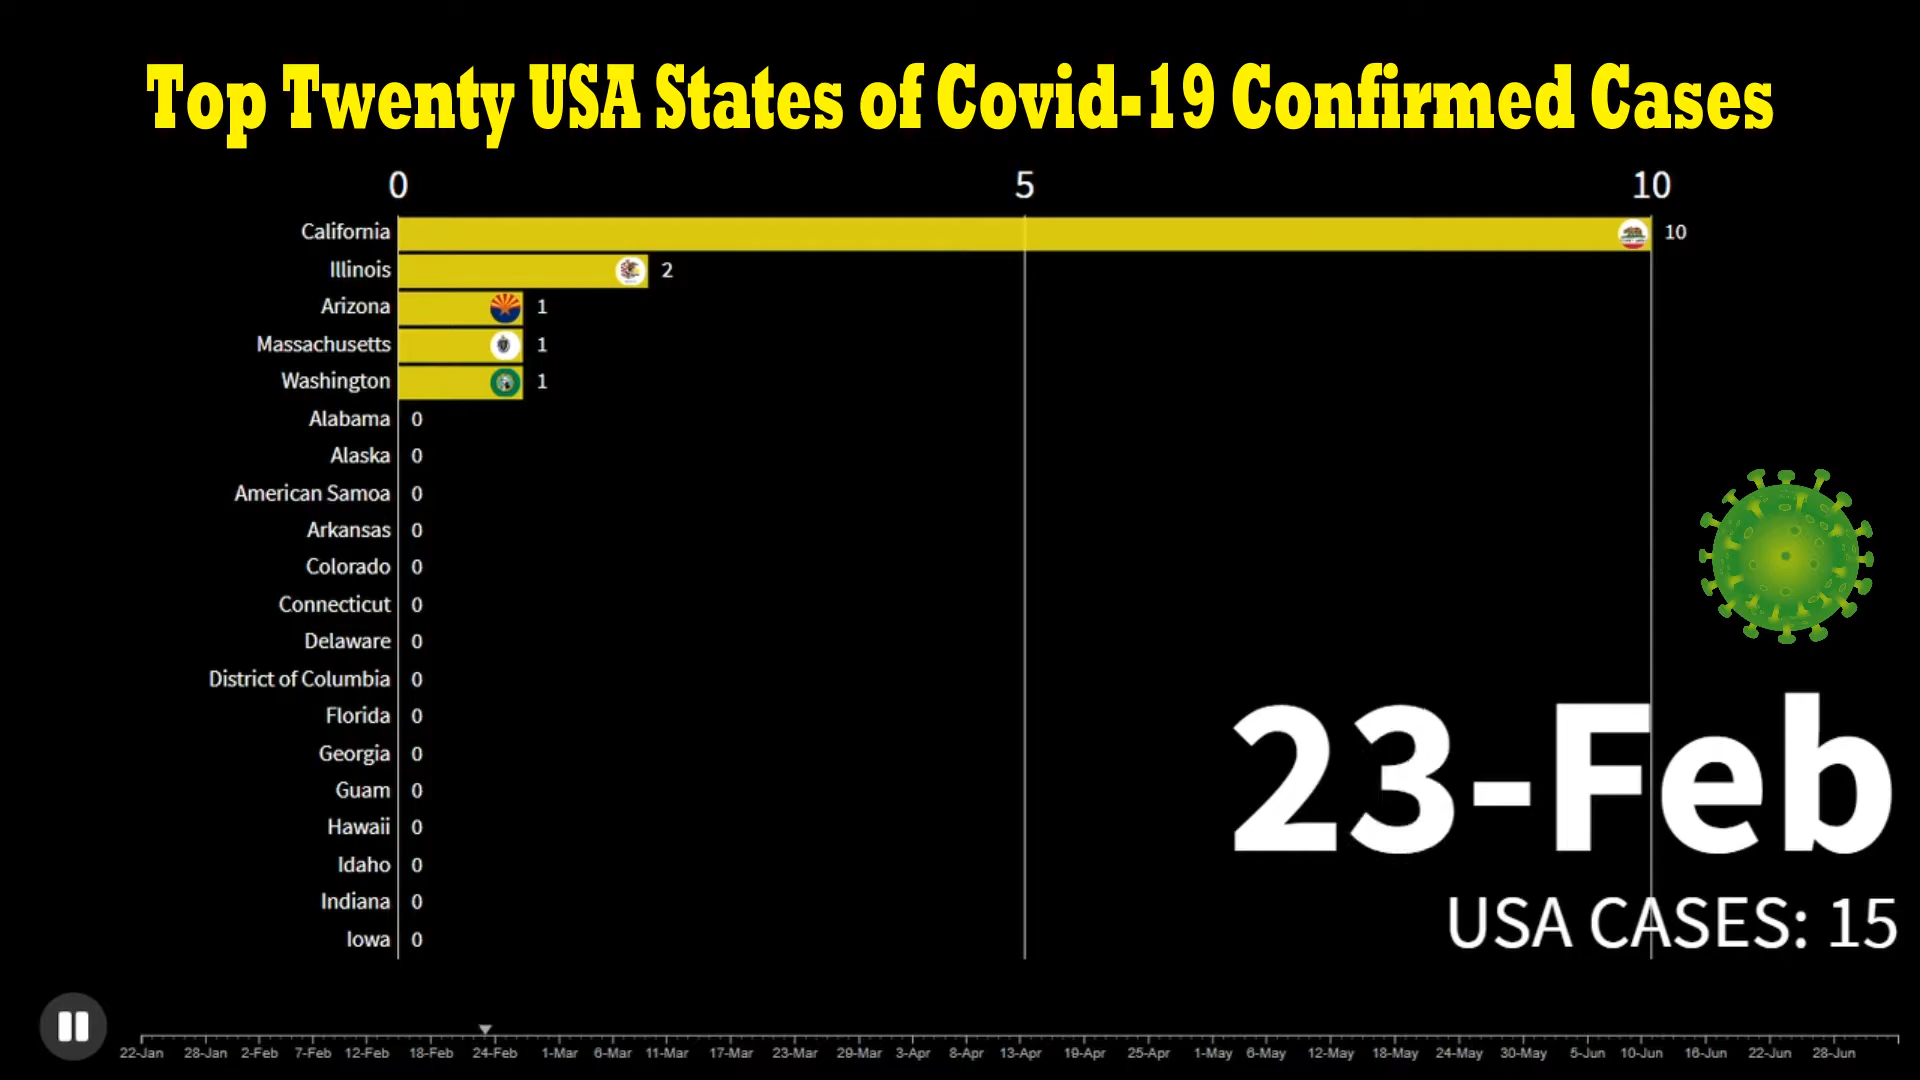 Top Twenty USA States of Covid-19 Confirmed Cases
0 5 10
California 10
Illinois 2
Arizona 1
Massachusetts 1
Washington 1
Alabama 0
Alaska 0
American Samoa 0
Arkansas 0
Colorado 0
Connecticut 0
Delaware 0
District of Columbia 0
Florida 0
Georgia 0
Guam 0
Hawaii 0
Idaho 0
Indiana 0
Iowa 0
23-Feb
USA CASES: 15
22-Jan 28-Jan 2-Feb 7-Feb 12-Feb 18-Feb 24-Feb 1-Mar 6-Mar 11-Mar 17-Mar 23-Mar 29-Mar 3-Apr 8-Apr 13-Apr 19-Apr 25-Apr 1-May 6-May 12-May 18-May 24-May 30-May 5-Jun 10-Jun 16-Jun 22-Jun 28-Jun